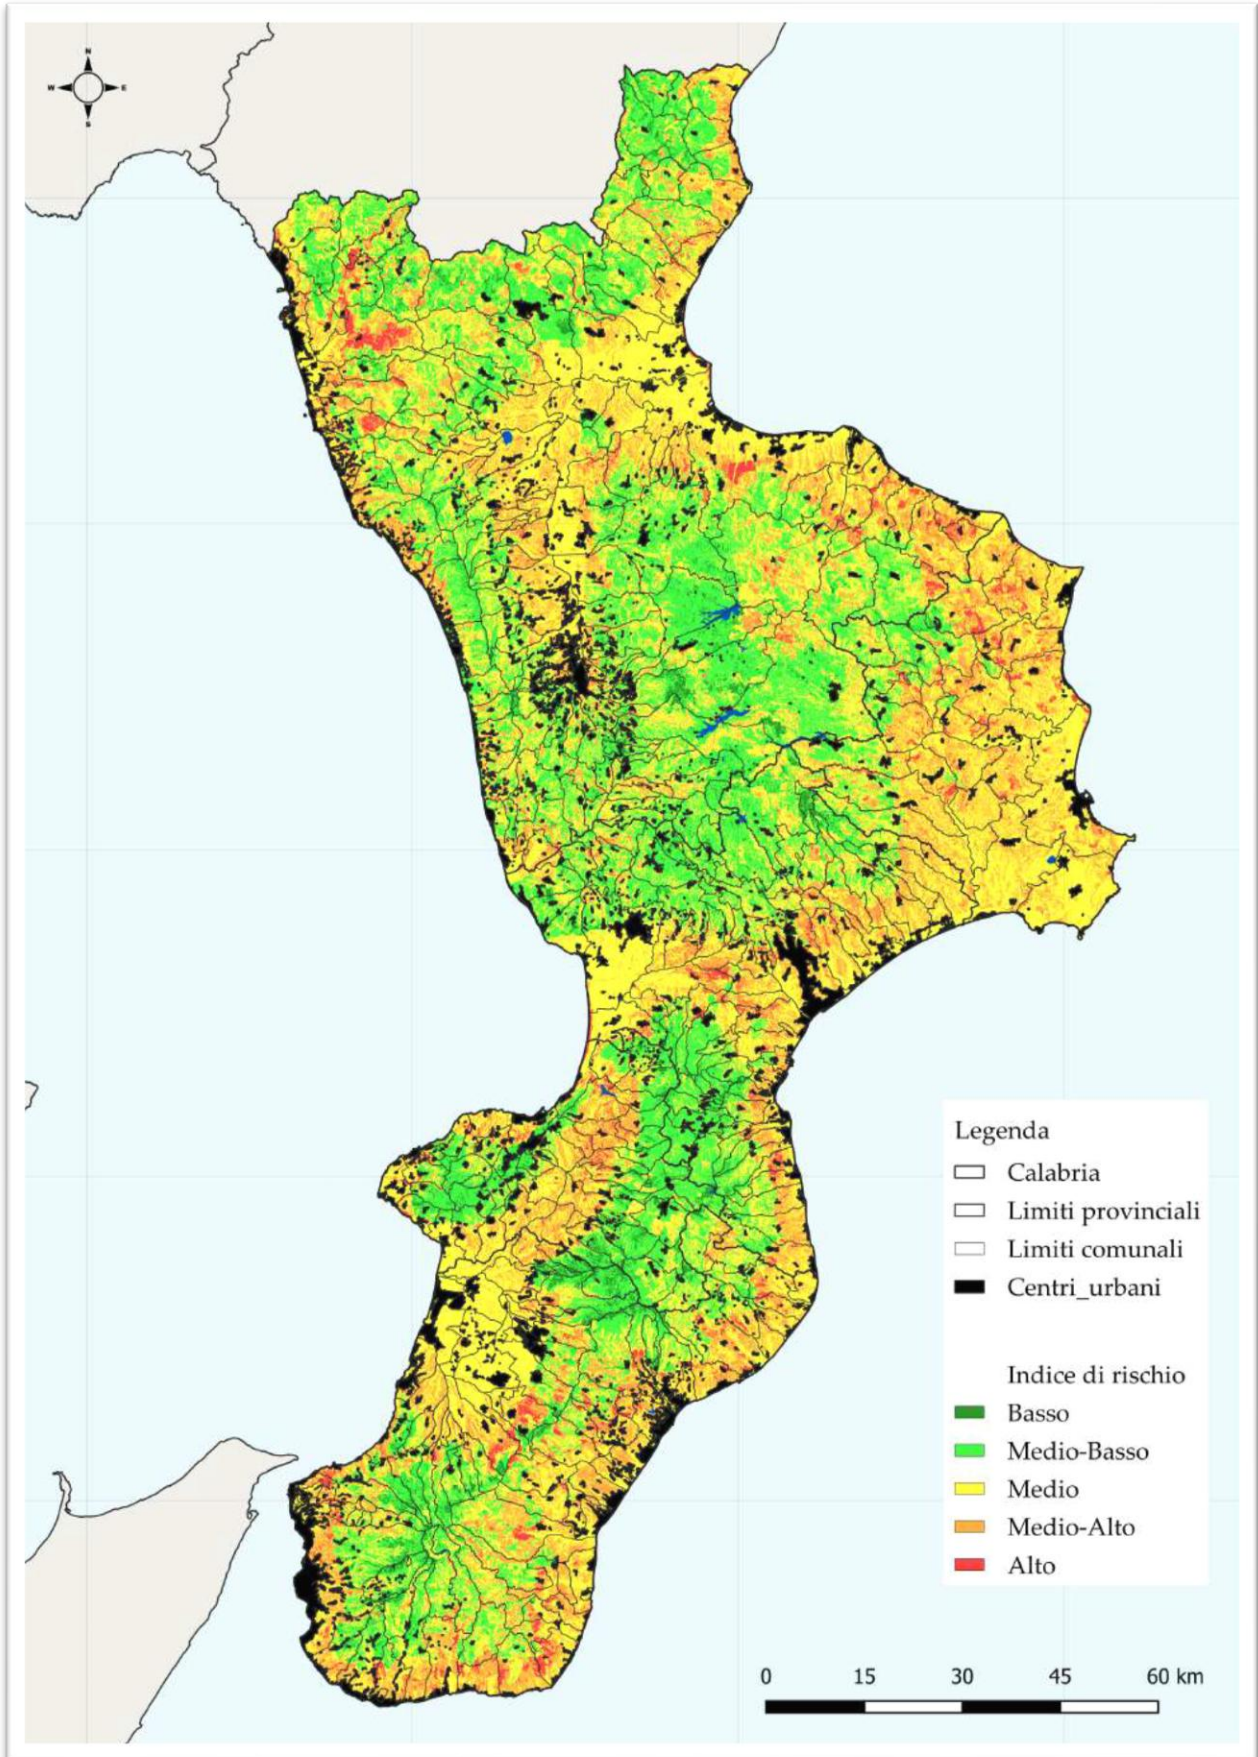 N
W E
S
Legenda
Calabria
Limiti provinciali
Limiti comunali
Centri_urbani
Indice di rischio
Basso
Medio-Basso
Medio
Medio-Alto
Alto
0 15 30 45 60 km